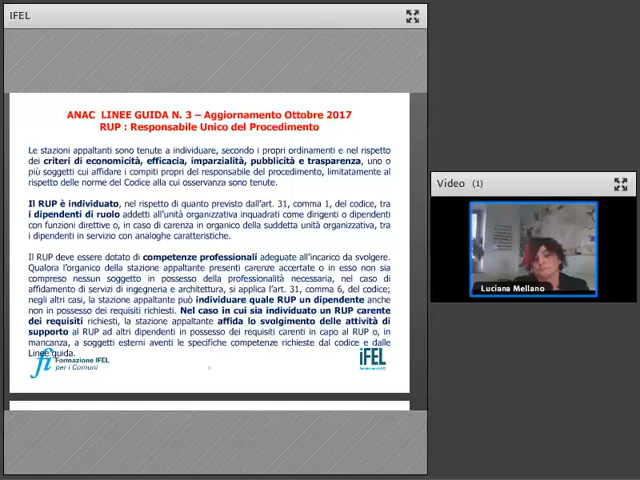 IFEL
ANAC LINEE GUIDA N. 3 – Aggiornamento Ottobre 2017
RUP : Responsabile Unico del Procedimento
Le stazioni appaltanti sono tenute a individuare, secondo i propri ordinamenti e nel rispetto
dei criteri di economicità, efficacia, imparzialità, pubblicità e trasparenza, uno o
più soggetti cui affidare i compiti propri del responsabile del procedimento, limitatamente al
rispetto delle norme del Codice alla cui osservanza sono tenute.
Il RUP è individuato, nel rispetto di quanto previsto dall'art. 31, comma 1, del codice, tra
i dipendenti di ruolo addetti all'unità organizzativa inquadrati come dirigenti o dipendenti
con funzioni direttive o, in caso di carenza in organico della suddetta unità organizzativa, tra
i dipendenti in servizio con analoghe caratteristiche.
Il RUP deve essere dotato di competenze professionali adeguate all'incarico da svolgere.
Qualora l'organico della stazione appaltante presenti carenze accertate o in esso non sia
compreso nessun soggetto in possesso della professionalità necessaria, nel caso di
affidamento di servizi di ingegneria e architettura, si applica l'art. 31, comma 6, del codice;
negli altri casi, la stazione appaltante può individuare quale RUP un dipendente anche
non in possesso dei requisiti richiesti. Nel caso in cui sia individuato un RUP carente
dei requisiti richiesti, la stazione appaltante affida lo svolgimento delle attività di
supporto al RUP ad altri dipendenti in possesso dei requisiti carenti in capo al RUP o, in
mancanza, a soggetti esterni aventi le specifiche competenze richieste dal codice e dalle
Linee guida.
fi Formazione IFEL
per i Comuni
iFEL
Video (1)
Luciana Mellano